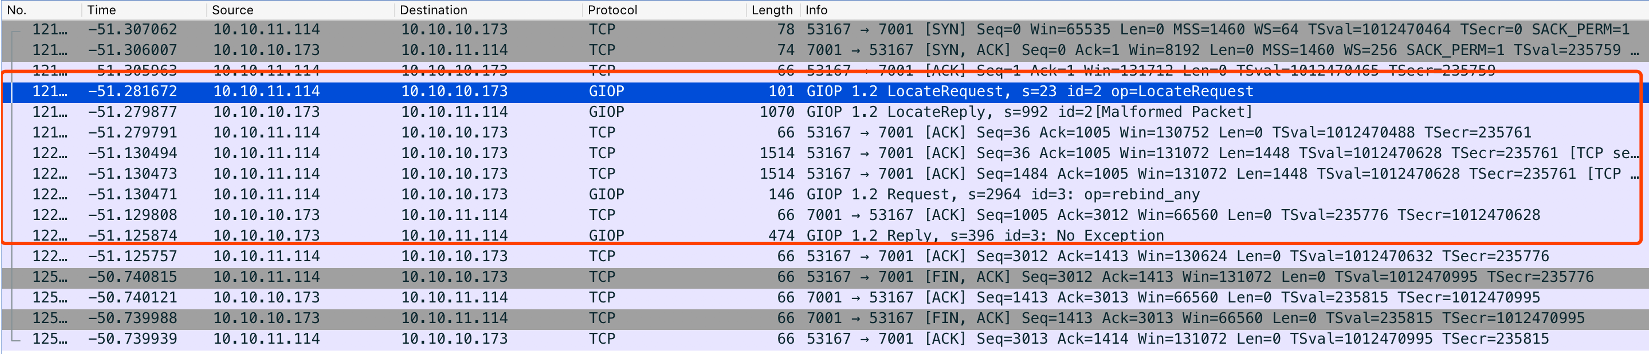 No. Time Source Destination Protocol Length Info
121… -51.307062 10.10.11.114 10.10.10.173 TCP 78 53167 → 7001 [SYN] Seq=0 Win=65535 Len=0 MSS=1460 WS=64 TSval=1012470464 TSecr=0 SACK_PERM=1
121… -51.306007 10.10.10.173 10.10.11.114 TCP 74 7001 → 53167 [SYN, ACK] Seq=0 Ack=1 Win=8192 Len=0 MSS=1460 WS=256 SACK_PERM=1 TSval=235759 …
121… -51.305963 10.10.11.114 10.10.10.173 TCP 66 53167 → 7001 [ACK] Seq=1 Ack=1 Win=131712 Len=0 TSval=1012470465 TSecr=235759
121… -51.281672 10.10.11.114 10.10.10.173 GIOP 101 GIOP 1.2 LocateRequest, s=23 id=2 op=LocateRequest
121… -51.279877 10.10.10.173 10.10.11.114 GIOP 1070 GIOP 1.2 LocateReply, s=992 id=2[Malformed Packet]
121… -51.279791 10.10.11.114 10.10.10.173 TCP 66 53167 → 7001 [ACK] Seq=36 Ack=1005 Win=130752 Len=0 TSval=1012470488 TSecr=235761
122… -51.130494 10.10.11.114 10.10.10.173 TCP 1514 53167 → 7001 [ACK] Seq=36 Ack=1005 Win=131072 Len=1448 TSval=1012470628 TSecr=235761 [TCP se…
122… -51.130473 10.10.11.114 10.10.10.173 TCP 1514 53167 → 7001 [ACK] Seq=1484 Ack=1005 Win=131072 Len=1448 TSval=1012470628 TSecr=235761 [TCP …
122… -51.130471 10.10.11.114 10.10.10.173 GIOP 146 GIOP 1.2 Request, s=2964 id=3: op=rebind_any
122… -51.129808 10.10.10.173 10.10.11.114 TCP 66 7001 → 53167 [ACK] Seq=1005 Ack=3012 Win=66560 Len=0 TSval=235776 TSecr=1012470628
122… -51.125874 10.10.10.173 10.10.11.114 GIOP 474 GIOP 1.2 Reply, s=396 id=3: No Exception
122… -51.125757 10.10.11.114 10.10.10.173 TCP 66 53167 → 7001 [ACK] Seq=3012 Ack=1413 Win=130624 Len=0 TSval=1012470632 TSecr=235776
125… -50.740815 10.10.11.114 10.10.10.173 TCP 66 53167 → 7001 [FIN, ACK] Seq=3012 Ack=1413 Win=131072 Len=0 TSval=1012470995 TSecr=235776
125… -50.740121 10.10.10.173 10.10.11.114 TCP 66 7001 → 53167 [ACK] Seq=1413 Ack=3013 Win=66560 Len=0 TSval=235815 TSecr=1012470995
125… -50.739988 10.10.10.173 10.10.11.114 TCP 66 7001 → 53167 [FIN, ACK] Seq=1413 Ack=3013 Win=66560 Len=0 TSval=235815 TSecr=1012470995
125… -50.739939 10.10.11.114 10.10.10.173 TCP 66 53167 → 7001 [ACK] Seq=3013 Ack=1414 Win=131072 Len=0 TSval=1012470995 TSecr=235815